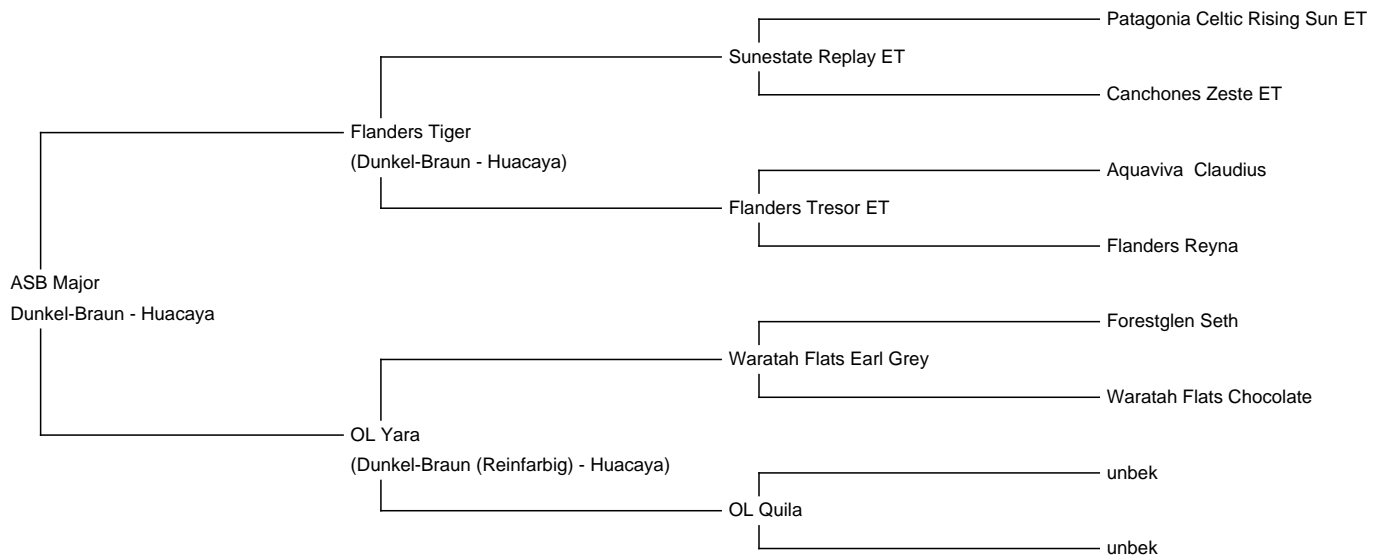 Patagonia Celtic Rising Sun ET
Sunestate Replay ET
Canchones Zeste ET
Flanders Tiger
(Dunkel-Braun - Huacaya)
Aquaviva  Claudius
Flanders Tresor ET
Flanders Reyna
ASB Major
Dunkel-Braun - Huacaya
Forestglen Seth
Waratah Flats Earl Grey
Waratah Flats Chocolate
OL Yara
(Dunkel-Braun (Reinfarbig) - Huacaya)
unbek
OL Quila
unbek